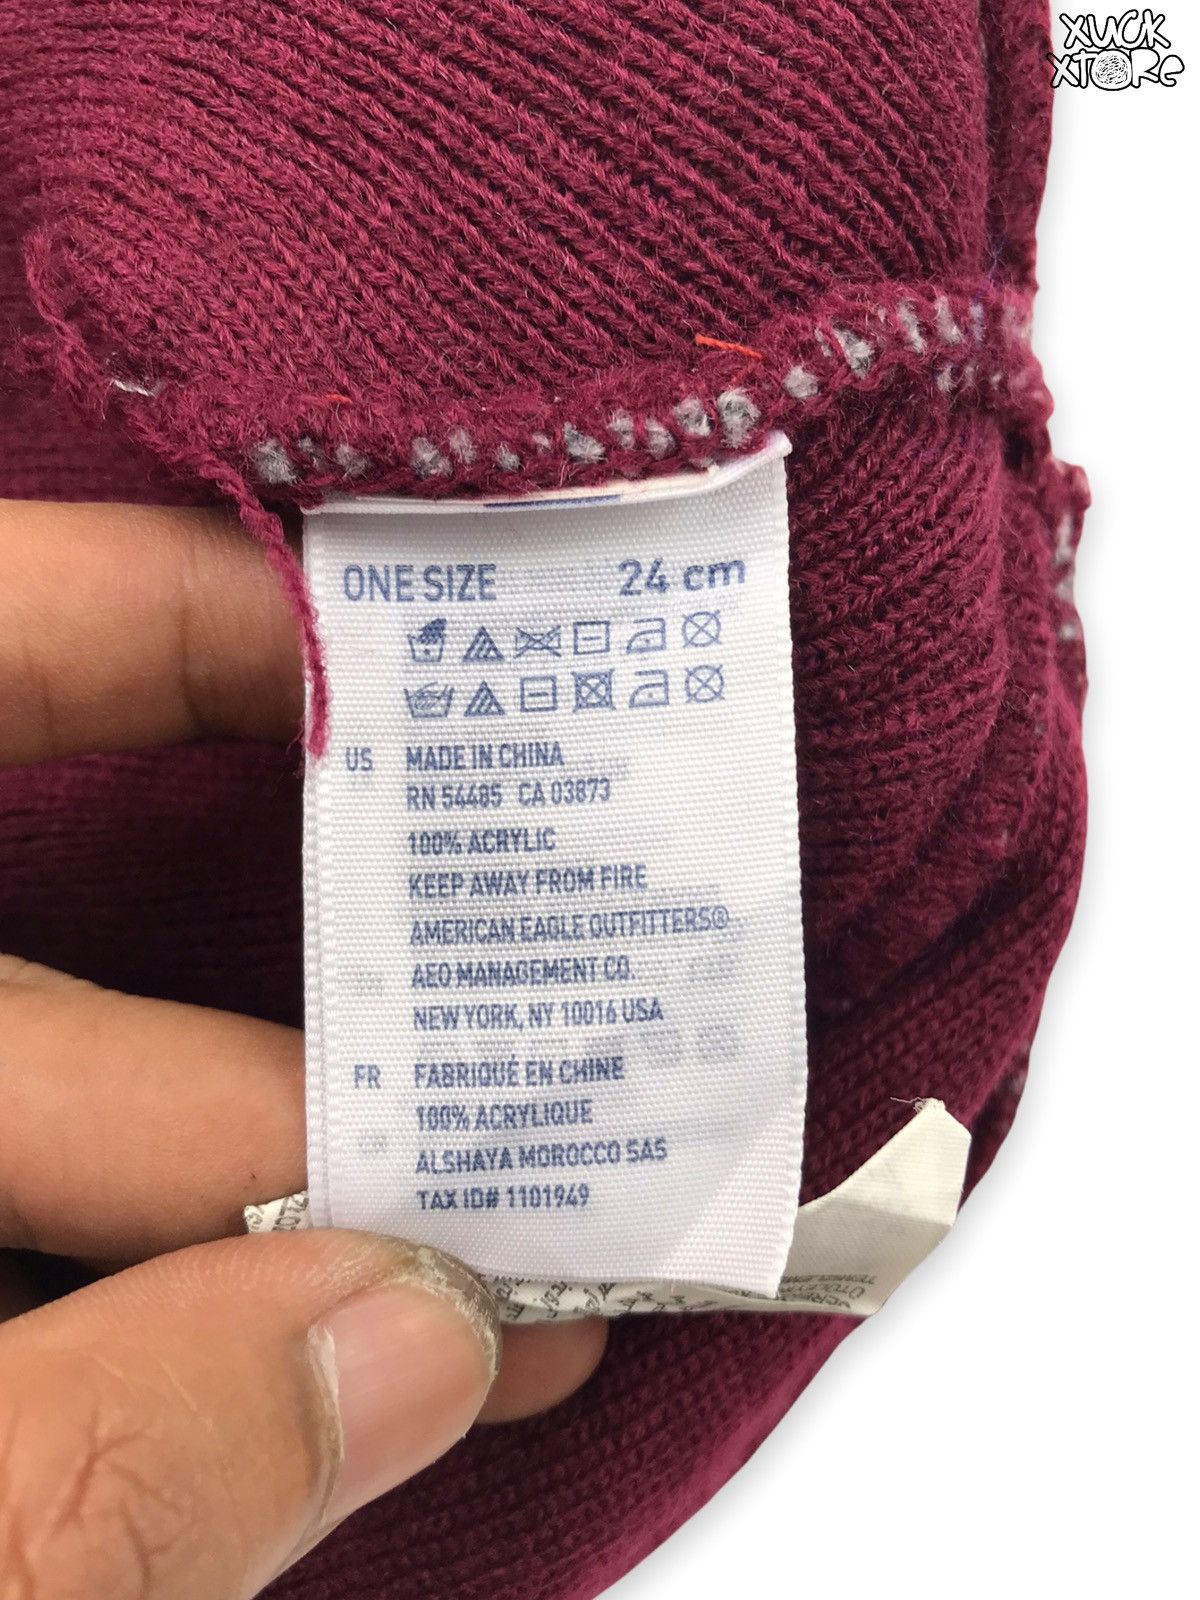 XUCK
XTORE
ONE SIZE 24 cm
US MADE IN CHINA
RN 54485 CA 03873
100% ACRYLIC
KEEP AWAY FROM FIRE
AMERICAN EAGLE OUTFITTERS®
AEO MANAGEMENT CO.
NEW YORK, NY 10016 USA
FR FABRIQUÉ EN CHINE
100% ACRYLIQUE
ALSHAYA MOROCCO SAS
TAX ID# 1101949